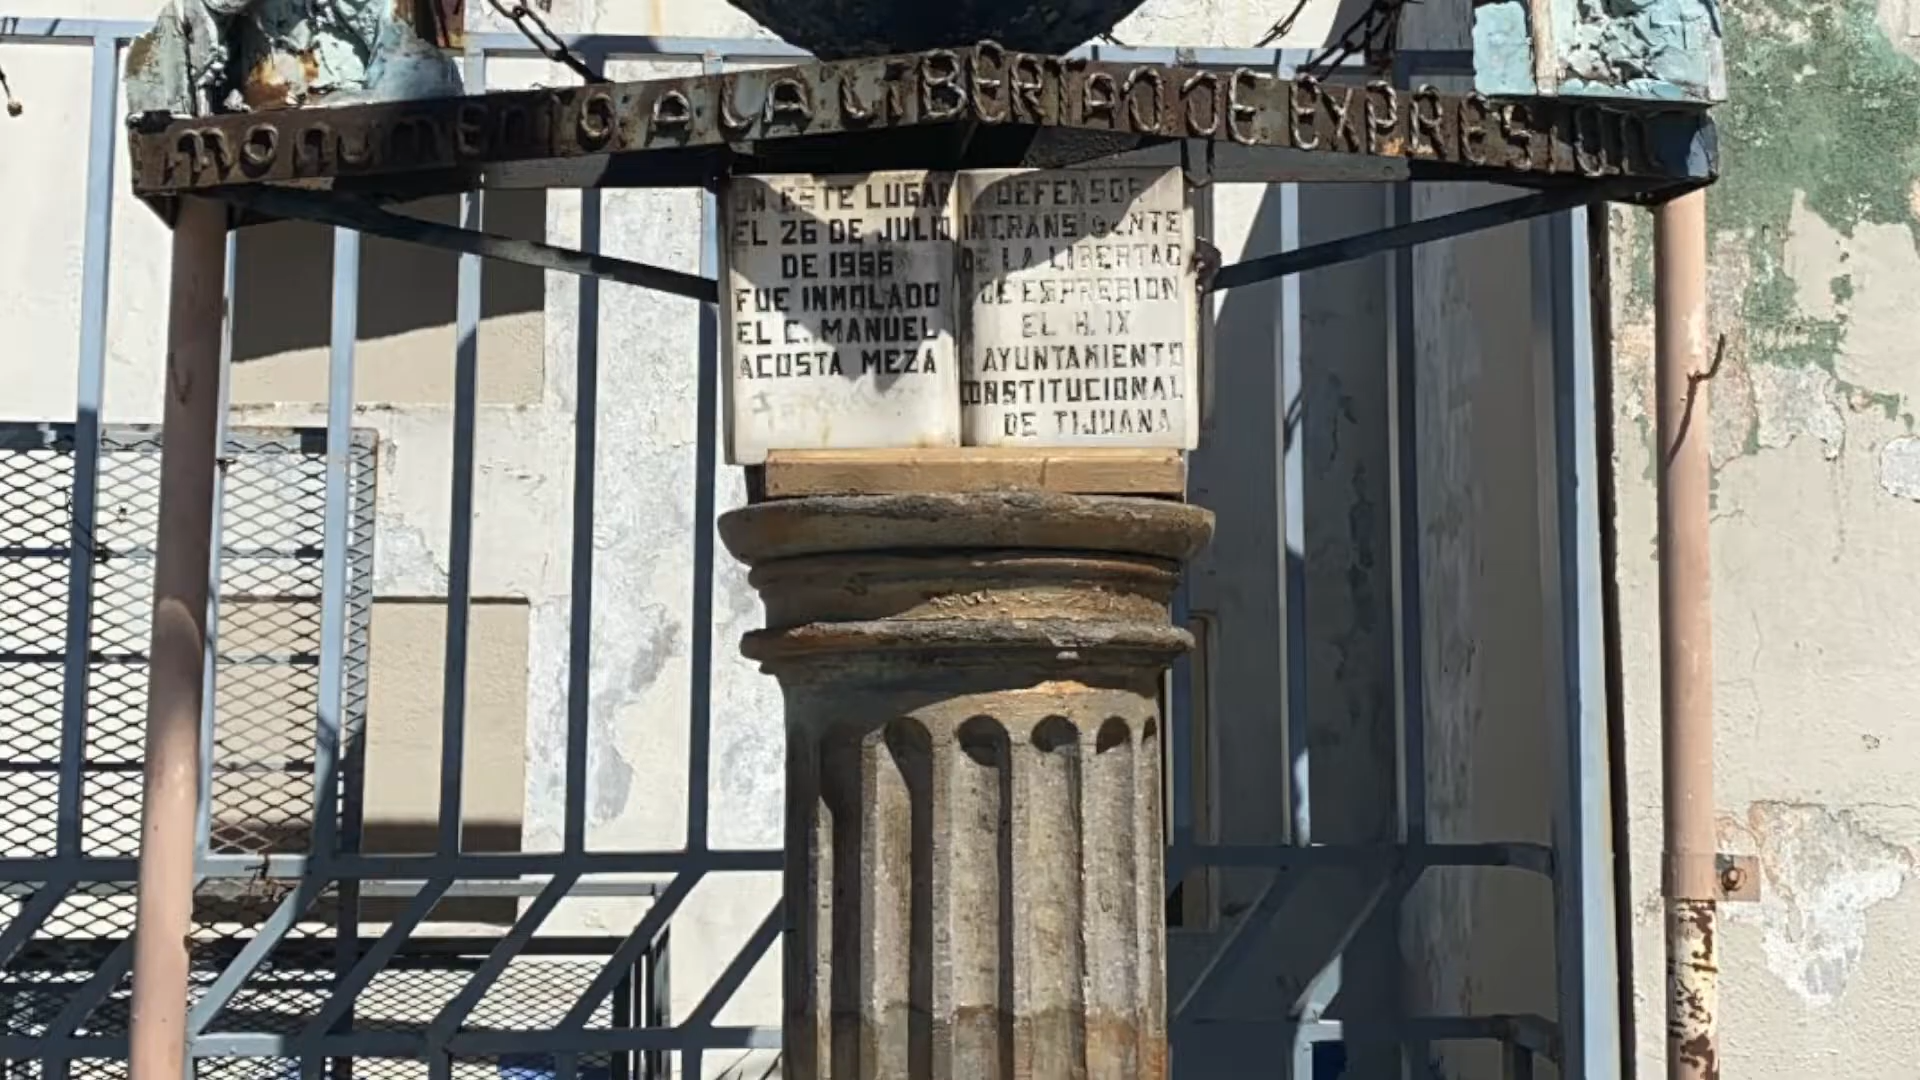 MONUMENTO A LA LIBERTAD DE EXPRESION
EN ESTE LUGAR
EL 26 DE JULIO
DE 1956
FUE INMOLADO
EL C. MANUEL
ACOSTA MEZA
DEFENSOR
INTRANSIGENTE
DE LA LIBERTAD
DE ESPRESION
EL H. IX
AYUNTAMIENTO
CONSTITUCIONAL
DE TIJUANA